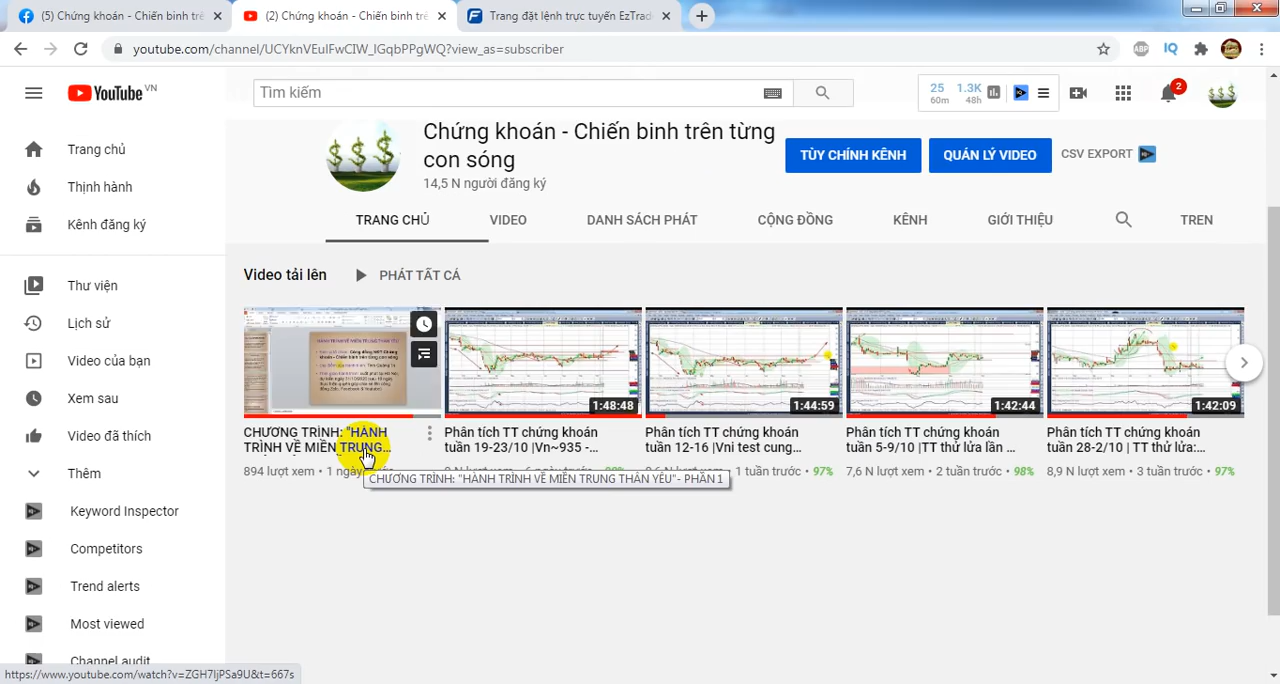 (5) Chứng khoán - Chiến binh trê
(2) Chứng khoán - Chiến binh trê
Trang đặt lệnh trực tuyến EzTrad
youtube.com/channel/UCYknVEuIFwCIW_lGqbPPgWQ?view_as=subscriber
ABP
IQ
YouTube VN
Tìm kiếm
25
60m
1.3K
48h
2
Trang chủ
Thịnh hành
Kênh đăng ký
Thư viện
Lịch sử
Video của bạn
Xem sau
Video đã thích
Thêm
Keyword Inspector
Competitors
Trend alerts
Most viewed
Channel audit
Chứng khoán - Chiến binh trên từng
con sóng
14,5 N người đăng ký
TÙY CHỈNH KÊNH
QUẢN LÝ VIDEO
CSV EXPORT
TRANG CHỦ
VIDEO
DANH SÁCH PHÁT
CỘNG ĐỒNG
KÊNH
GIỚI THIỆU
TREN
Video tải lên
PHÁT TẤT CẢ
1:48:48
1:44:59
1:42:44
1:42:09
CHƯƠNG TRÌNH: "HÀNH
TRÌNH VỀ MIỀN TRUNG...
894 lượt xem • 1 ngày
Phân tích TT chứng khoán
tuần 19-23/10 |Vn~935 -...
Phân tích TT chứng khoán
tuần 12-16 |Vni test cung...
1 tuần trước • 97%
Phân tích TT chứng khoán
tuần 5-9/10 |TT thử lửa lần ...
7,6 N lượt xem • 2 tuần trước • 98%
Phân tích TT chứng khoán
tuần 28-2/10 | TT thử lửa:...
8,9 N lượt xem • 3 tuần trước • 97%
CHƯƠNG TRÌNH: "HÀNH TRÌNH VỀ MIỀN TRUNG THÂN YÊU"- PHẦN 1
https://www.youtube.com/watch?v=ZGH7IjPSa9U&t=667s